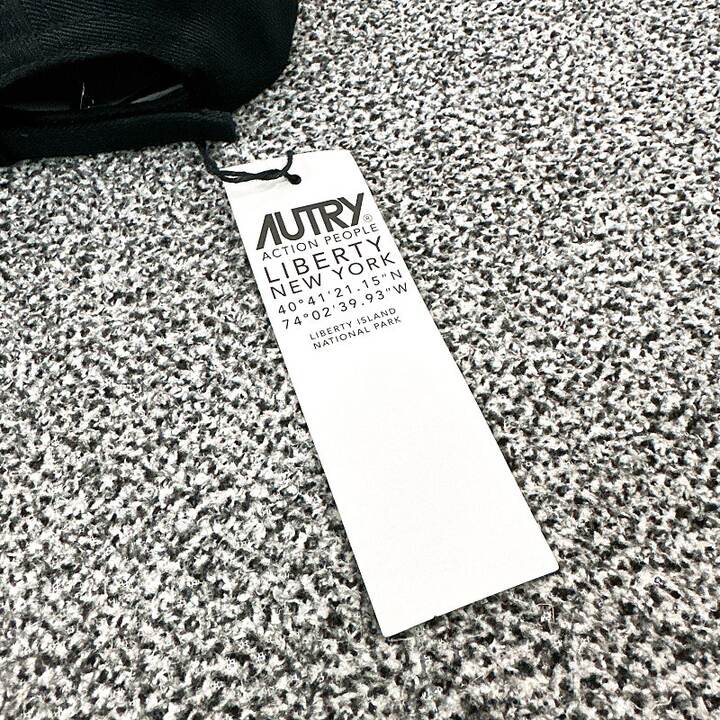 AUTRY®
ACTION PEOPLE
LIBERTY
NEW YORK
40°41'21.15"N
74°02'39.93"W
LIBERTY ISLAND
NATIONAL PARK